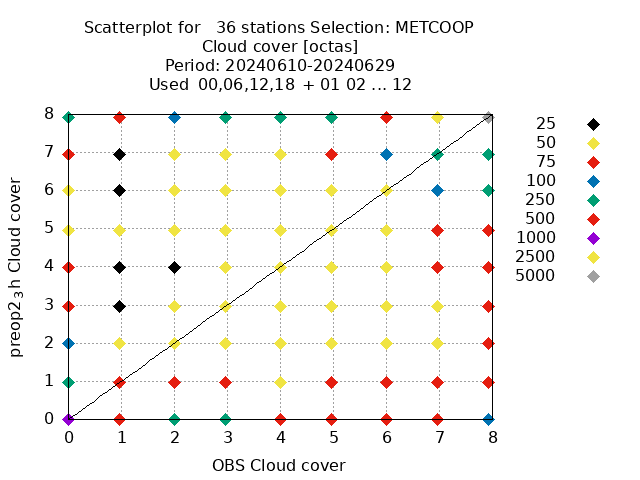 Scatterplot for   36 stations Selection: METCOOP
Cloud cover [octas]
Period: 20240610-20240629
Used  00,06,12,18 + 01 02 ... 12
8
7
6
5
4
3
2
1
0
preop2_3h Cloud cover
0 1 2 3 4 5 6 7 8
OBS Cloud cover
25
50
75
100
250
500
1000
2500
5000